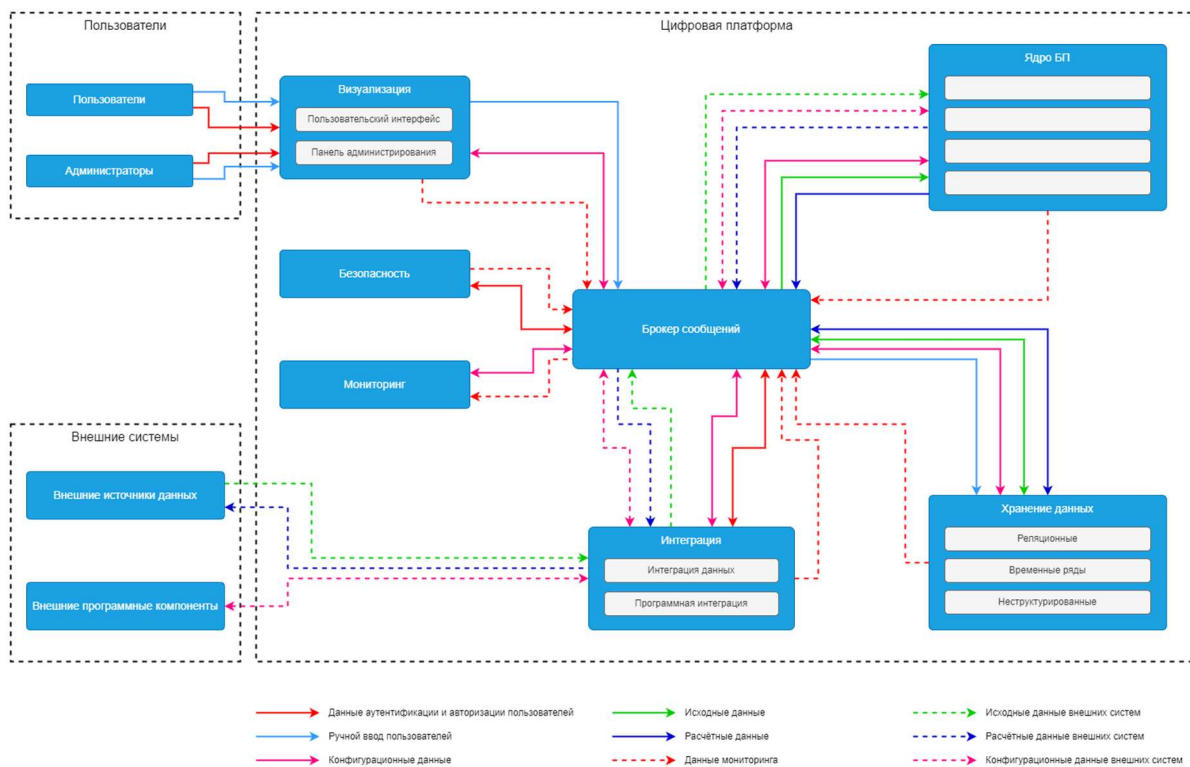 Пользователи
Цифровая платформа
Пользователи
Администраторы
Визуализация
Пользовательский интерфейс
Панель администрирования
Ядро БП
Безопасность
Мониторинг
Брокер сообщений
Внешние системы
Внешние источники данных
Внешние программные компоненты
Интеграция
Интеграция данных
Программная интеграция
Хранение данных
Реляционные
Временные ряды
Неструктурированные
Данные аутентификации и авторизации пользователей
Исходные данные
Исходные данные внешних систем
Ручной ввод пользователей
Расчётные данные
Расчётные данные внешних систем
Конфигурационные данные
Данные мониторинга
Конфигурационные данные внешних систем